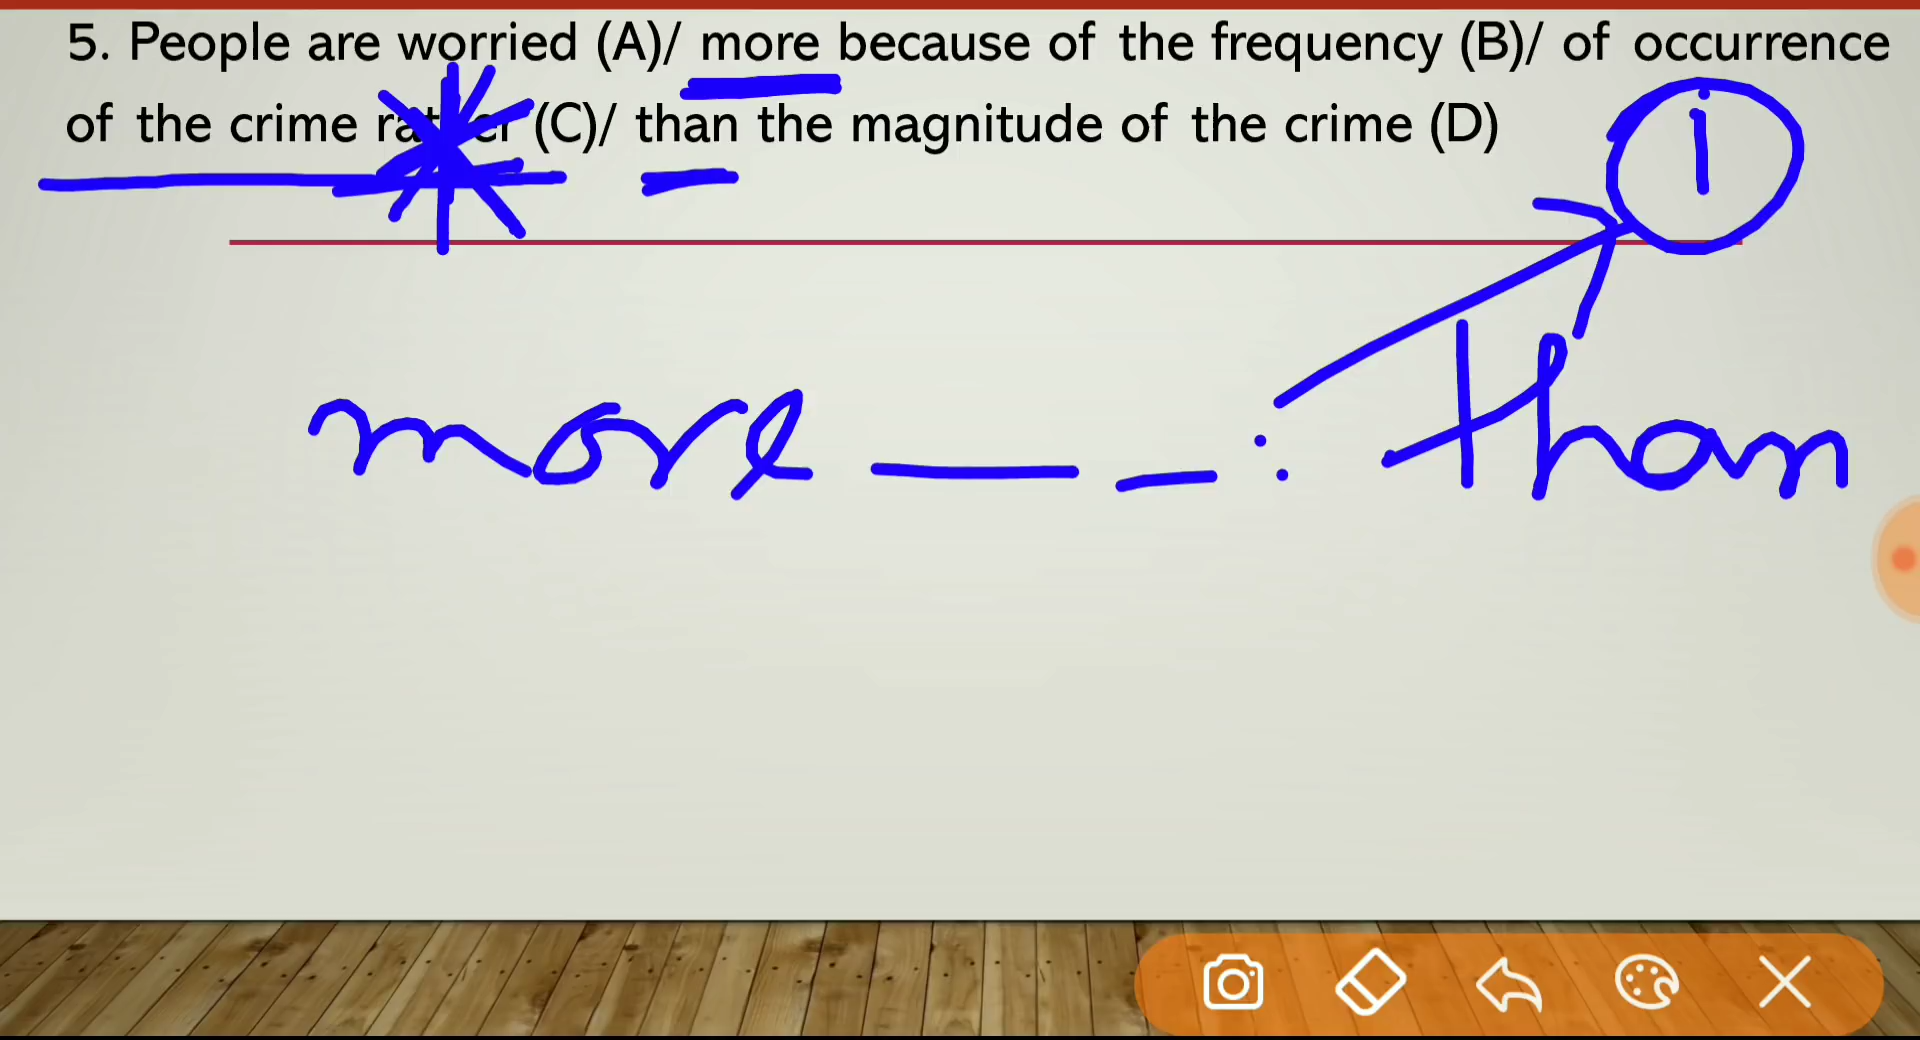 5. People are worried (A)/ more because of the frequency (B)/ of occurrence
of the crime rather (C)/ than the magnitude of the crime (D)
i
more than